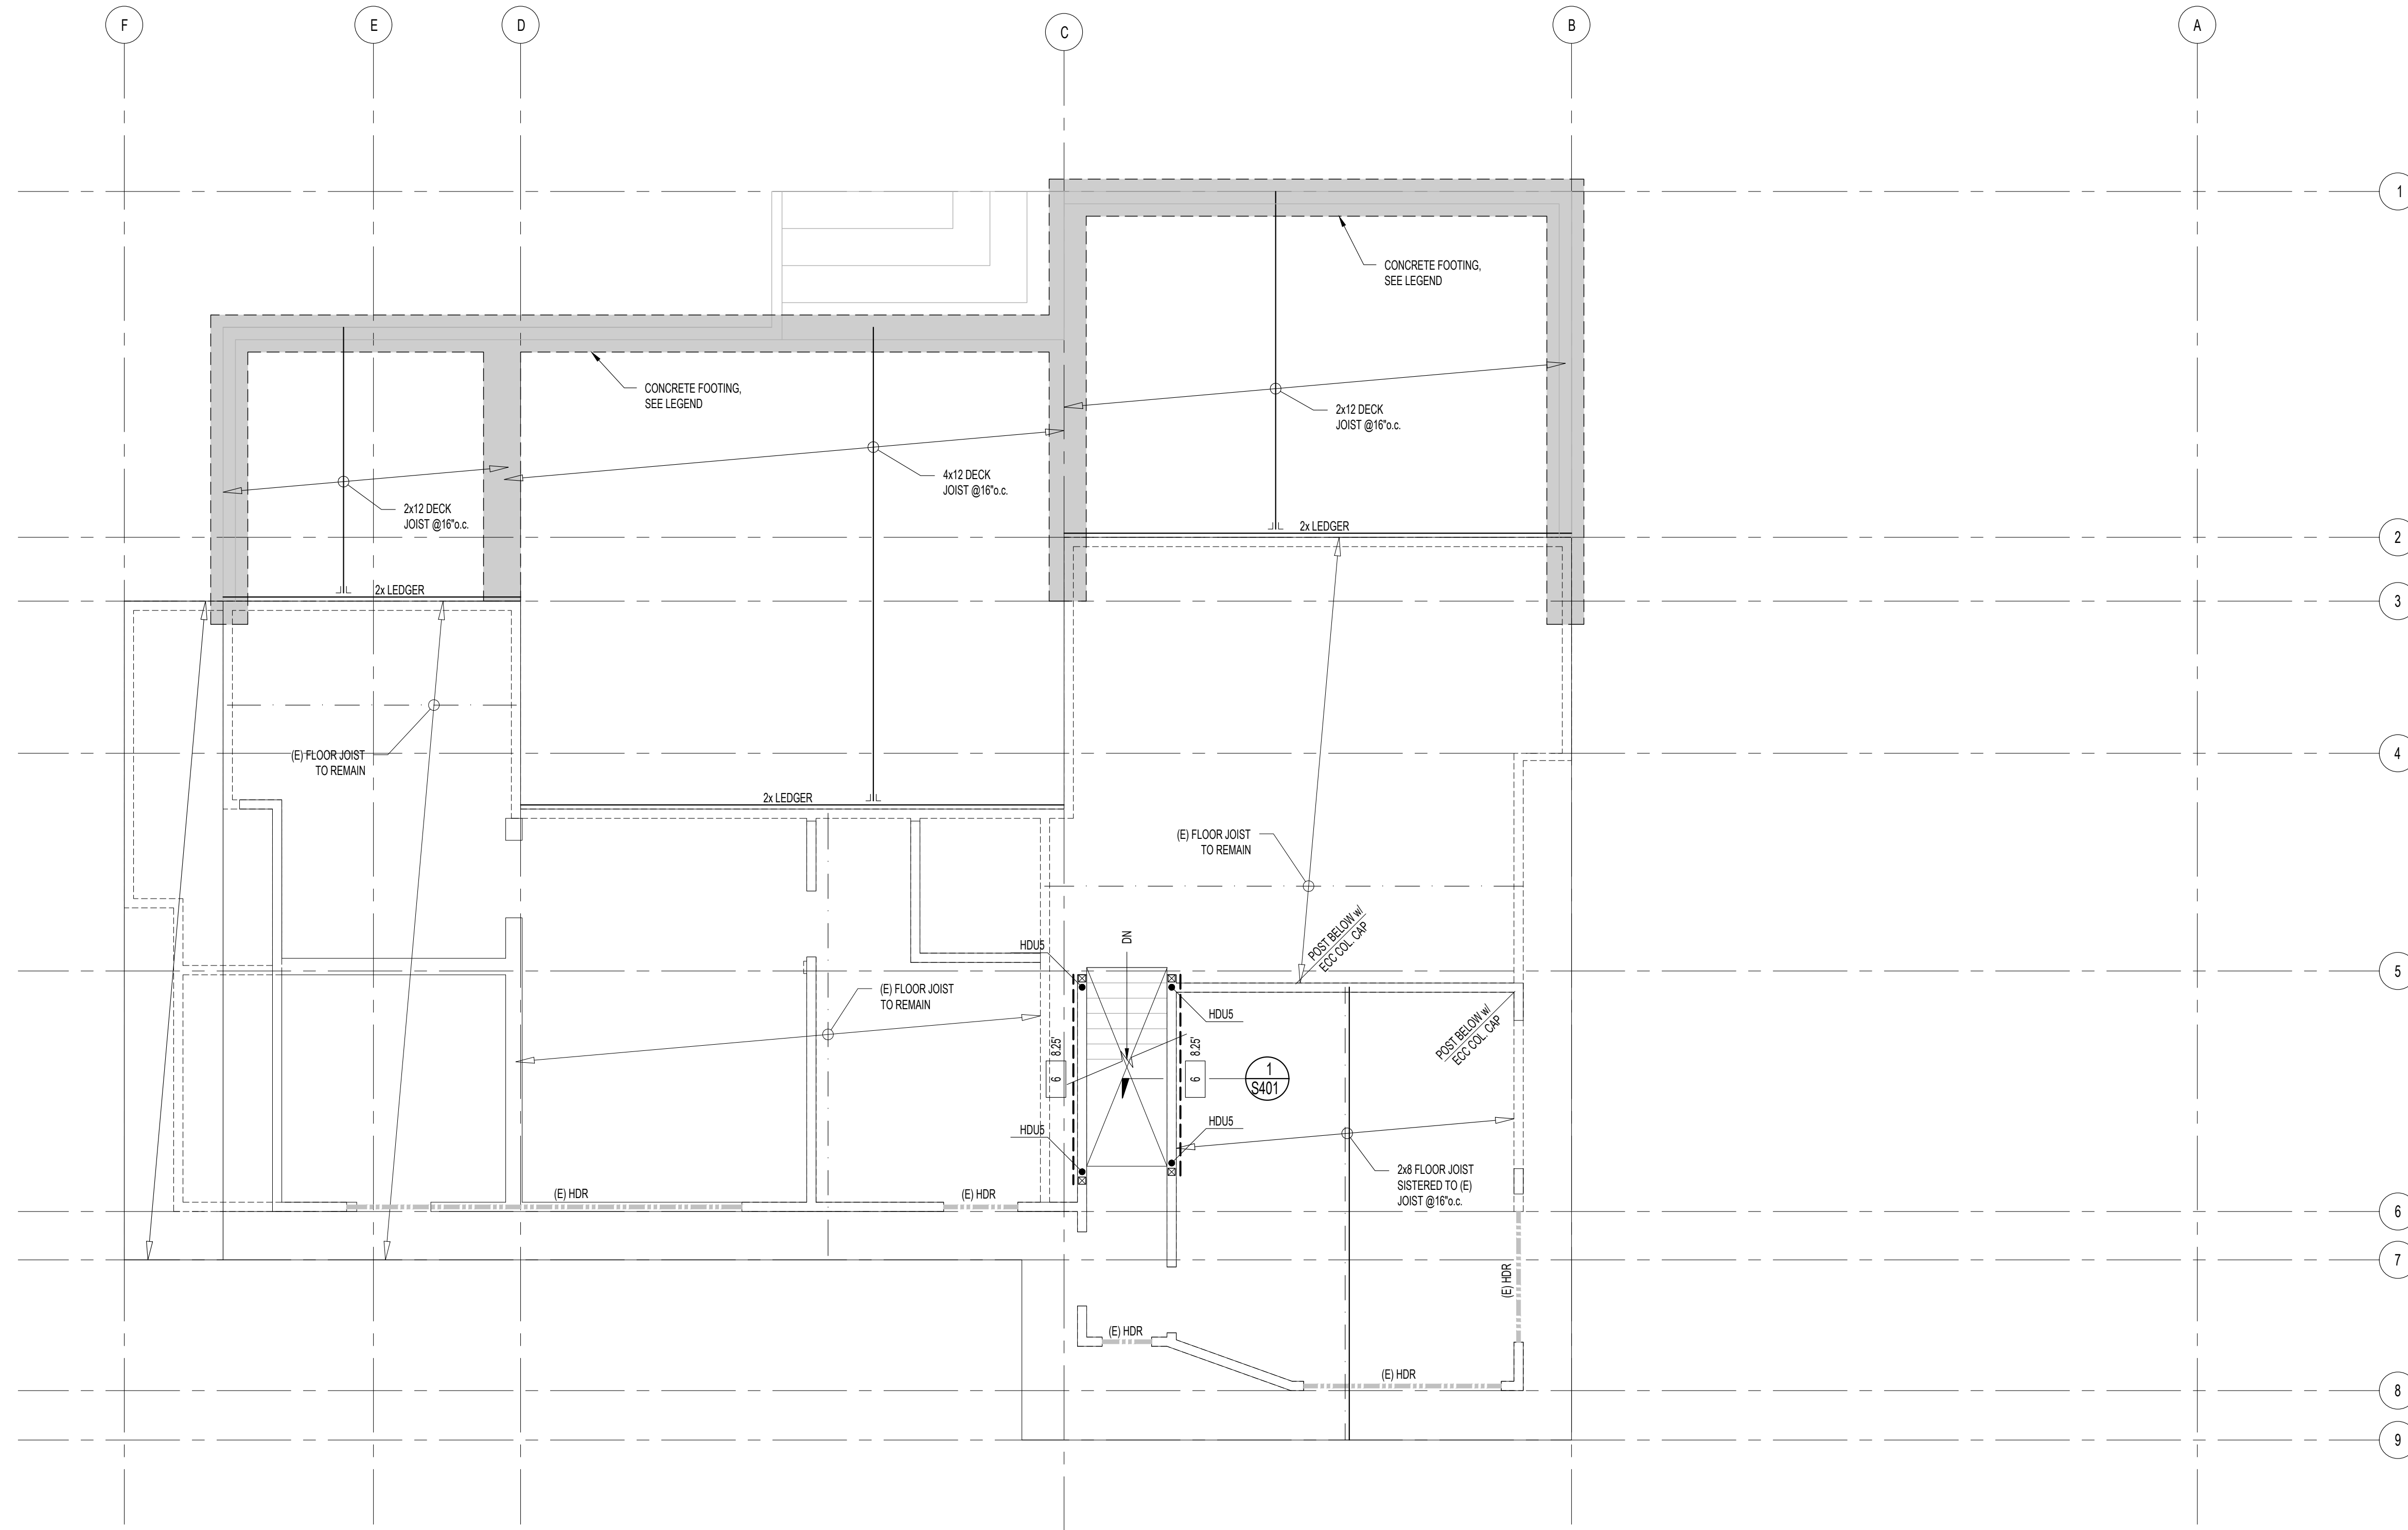 F
E
D
C
B
A
1
CONCRETE FOOTING,
SEE LEGEND
CONCRETE FOOTING,
SEE LEGEND
2x12 DECK
JOIST @16"o.c.
4x12 DECK
JOIST @16"o.c.
2x12 DECK
JOIST @16"o.c.
2x LEDGER
2
2x LEDGER
3
(E) FLOOR JOIST
TO REMAIN
4
2x LEDGER
(E) FLOOR JOIST
TO REMAIN
POST BELOW w/
ECC COL. CAP
DN
HDU5
5
(E) FLOOR JOIST
TO REMAIN
HDU5
POST BELOW w/
ECC COL. CAP
8.25'
6
8.25'
6
1
S401
HDU5
HDU5
2x8 FLOOR JOIST
SISTERED TO (E)
JOIST @16"o.c.
(E) HDR
(E) HDR
6
7
(E) HDR
(E) HDR
(E) HDR
8
9